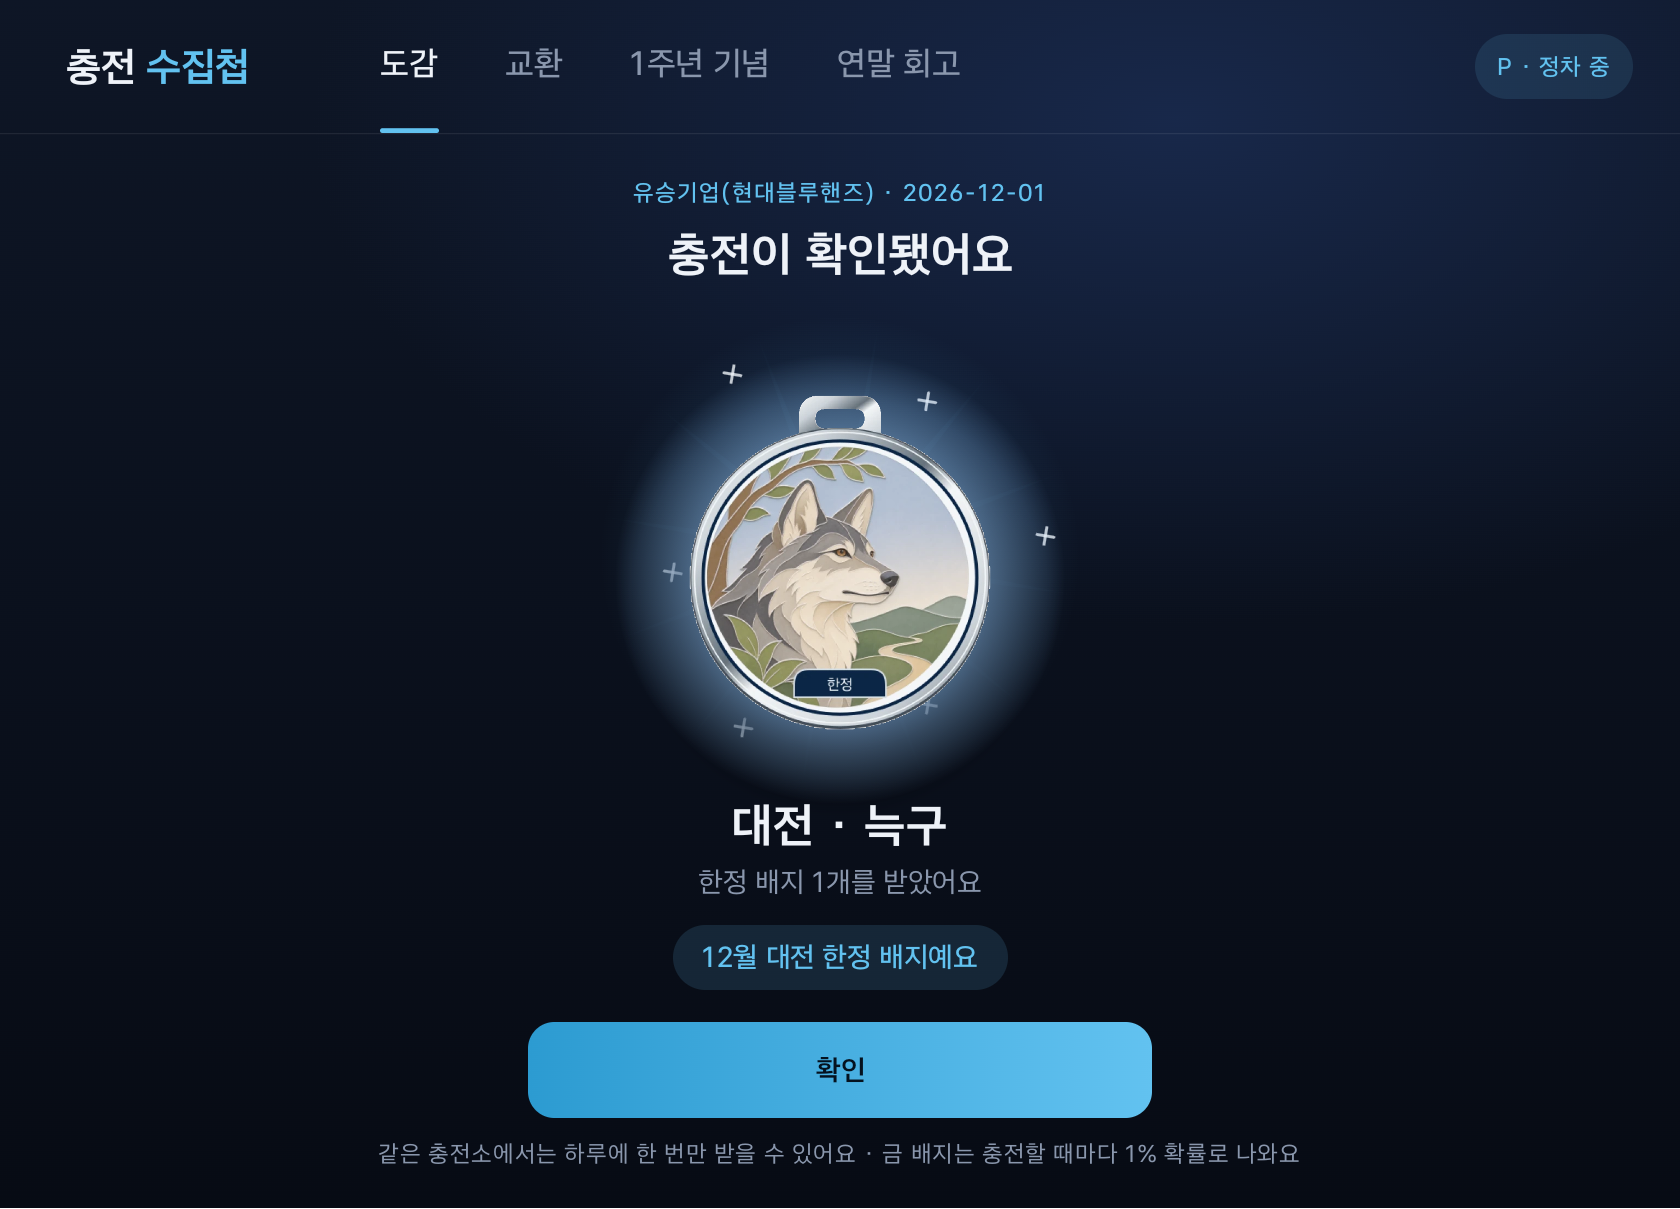 충전 수집첩
도감
교환
1주년 기념
연말 회고
P · 정차 중
유승기업(현대블루핸즈) · 2026-12-01
충전이 확인됐어요
한정
대전 · 늑구
한정 배지 1개를 받았어요
12월 대전 한정 배지예요
확인
같은 충전소에서는 하루에 한 번만 받을 수 있어요 · 금 배지는 충전할 때마다 1% 확률로 나와요